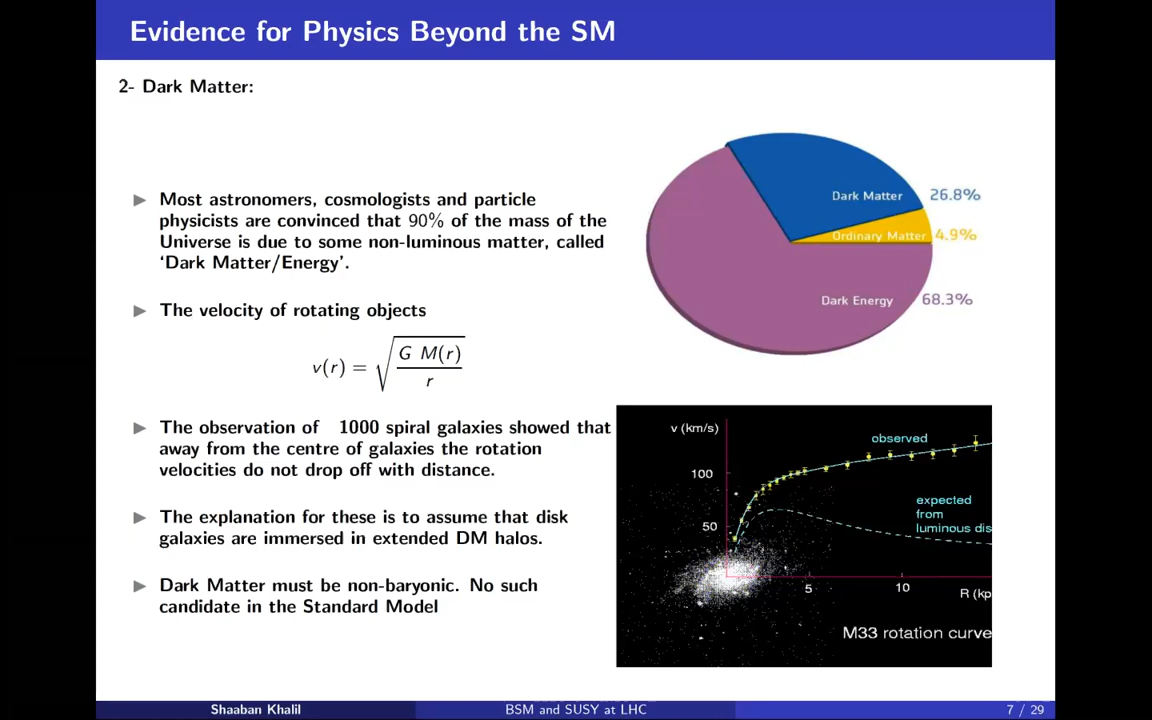 Evidence for Physics Beyond the SM
2- Dark Matter:
Most astronomers, cosmologists and particle
physicists are convinced that 90% of the mass of the
Universe is due to some non-luminous matter, called
‘Dark Matter/Energy’.
The velocity of rotating objects
v(r) = √(G M(r) / r)
The observation of 1000 spiral galaxies showed that
away from the centre of galaxies the rotation
velocities do not drop off with distance.
The explanation for these is to assume that disk
galaxies are immersed in extended DM halos.
Dark Matter must be non-baryonic. No such
candidate in the Standard Model
Dark Matter 26.8%
Ordinary Matter 4.9%
Dark Energy 68.3%
v (km/s)
observed
100
expected
from
luminous dis
50
5
10
R (kp
M33 rotation curve
Shaaban Khalil
BSM and SUSY at LHC
7 / 29